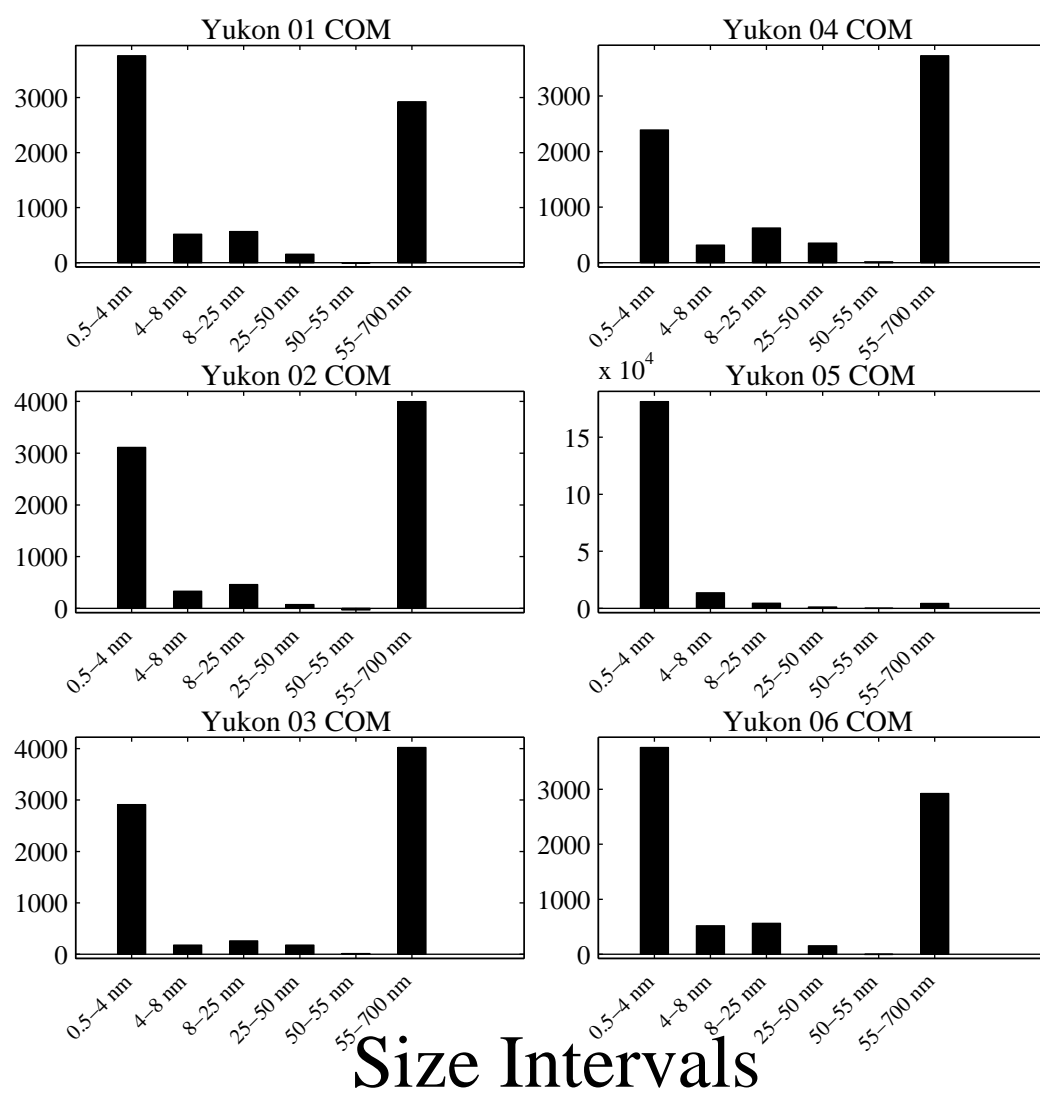 Yukon 01 COM
3000
2000
1000
0
0.5–4 nm
4–8 nm
8–25 nm
25–50 nm
50–55 nm
55–700 nm
Yukon 04 COM
3000
2000
1000
0
0.5–4 nm
4–8 nm
8–25 nm
25–50 nm
50–55 nm
55–700 nm
Yukon 02 COM
4000
3000
2000
1000
0
0.5–4 nm
4–8 nm
8–25 nm
25–50 nm
50–55 nm
55–700 nm
x 10⁴
Yukon 05 COM
15
10
5
0
0.5–4 nm
4–8 nm
8–25 nm
25–50 nm
50–55 nm
55–700 nm
Yukon 03 COM
4000
3000
2000
1000
0
0.5–4 nm
4–8 nm
8–25 nm
25–50 nm
50–55 nm
55–700 nm
Yukon 06 COM
3000
2000
1000
0
0.5–4 nm
4–8 nm
8–25 nm
25–50 nm
50–55 nm
55–700 nm
Size Intervals